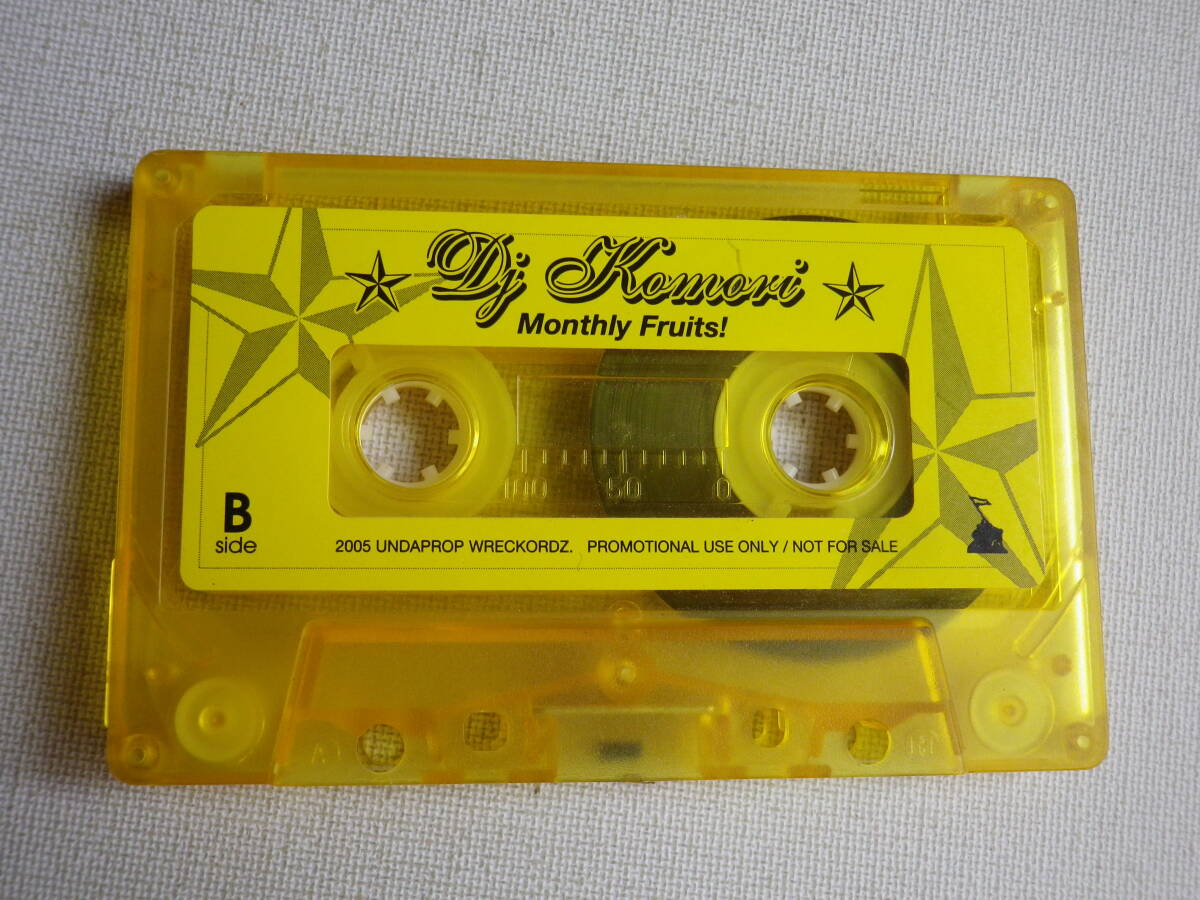 Dj Komori
Monthly Fruits!
100 50 0
B
side
2005 UNDAPROP WRECKORDZ. PROMOTIONAL USE ONLY / NOT FOR SALE
A